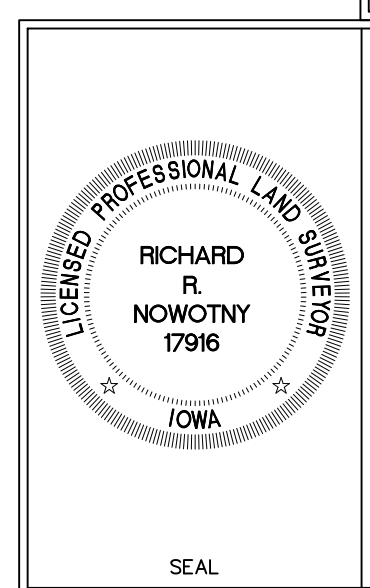 LICENSED PROFESSIONAL LAND SURVEYOR
RICHARD
R.
NOWOTNY
17916
IOWA
SEAL